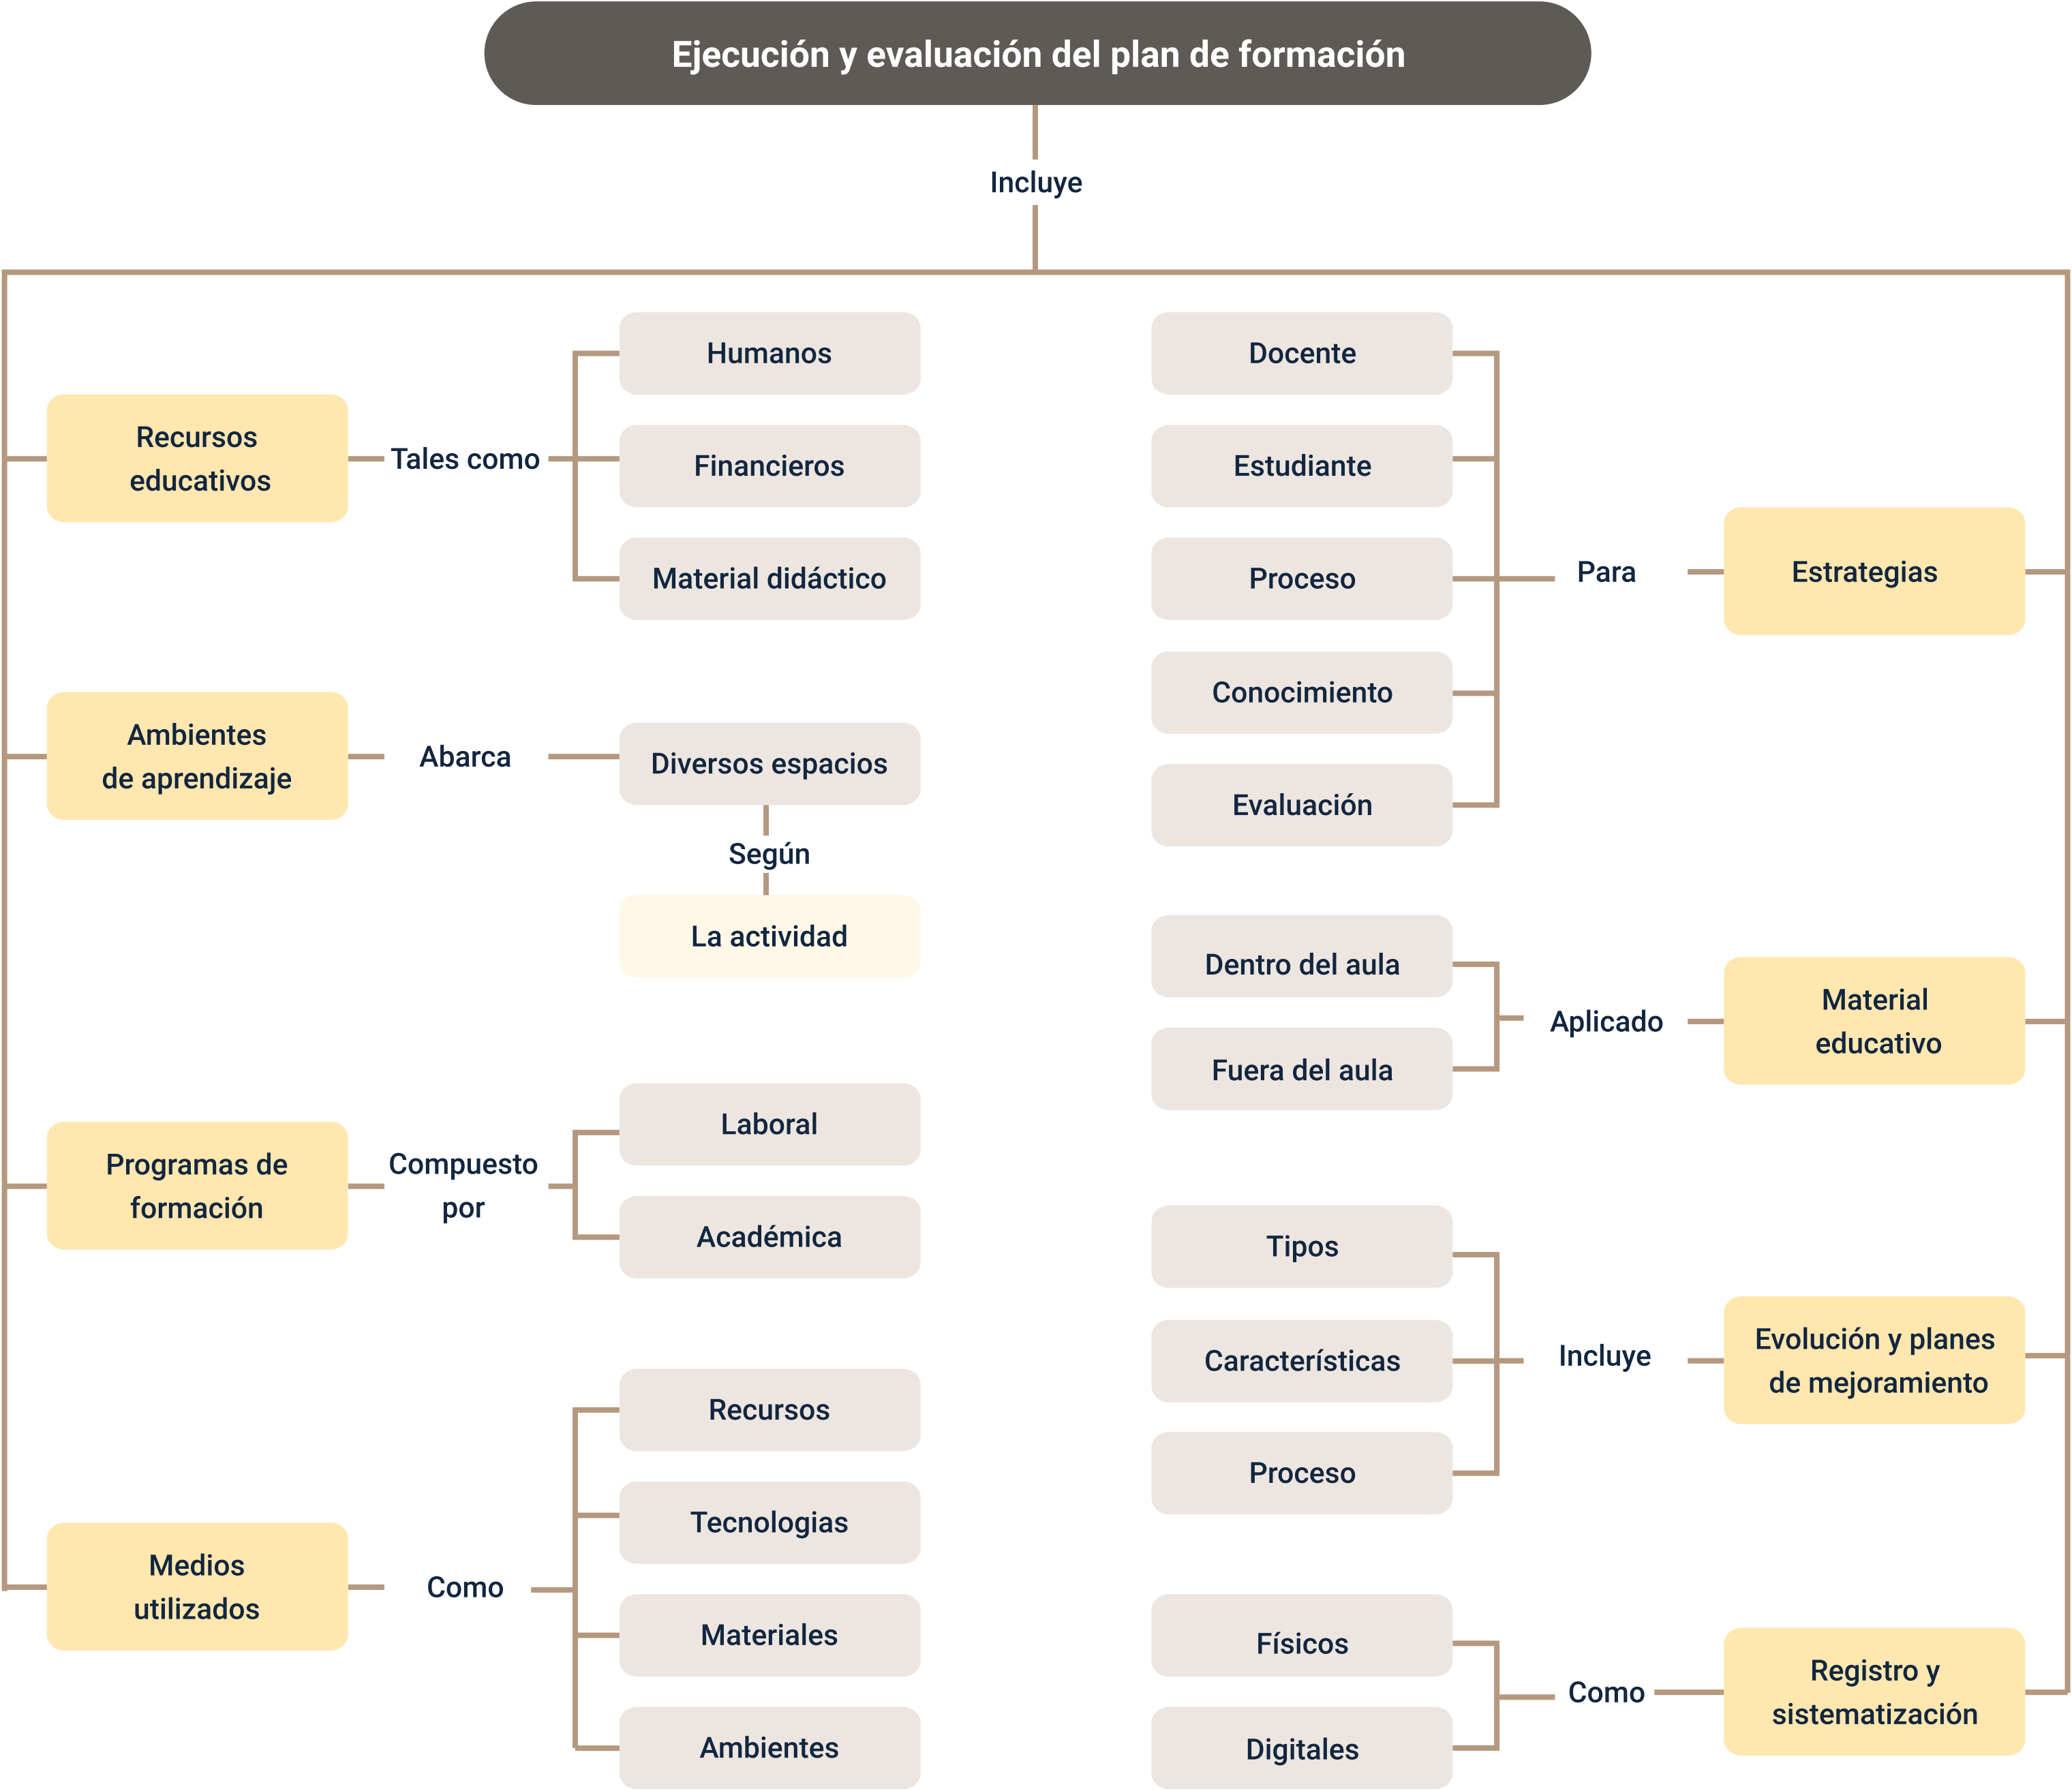 Ejecución y evaluación del plan de formación
Incluye
Recursos
educativos
Tales como
Humanos
Financieros
Material didáctico
Ambientes
de aprendizaje
Abarca
Diversos espacios
Según
La actividad
Programas de
formación
Compuesto
por
Laboral
Académica
Medios
utilizados
Como
Recursos
Tecnologias
Materiales
Ambientes
Estrategias
Para
Docente
Estudiante
Proceso
Conocimiento
Evaluación
Material
educativo
Aplicado
Dentro del aula
Fuera del aula
Evolución y planes
de mejoramiento
Incluye
Tipos
Características
Proceso
Registro y
sistematización
Como
Físicos
Digitales